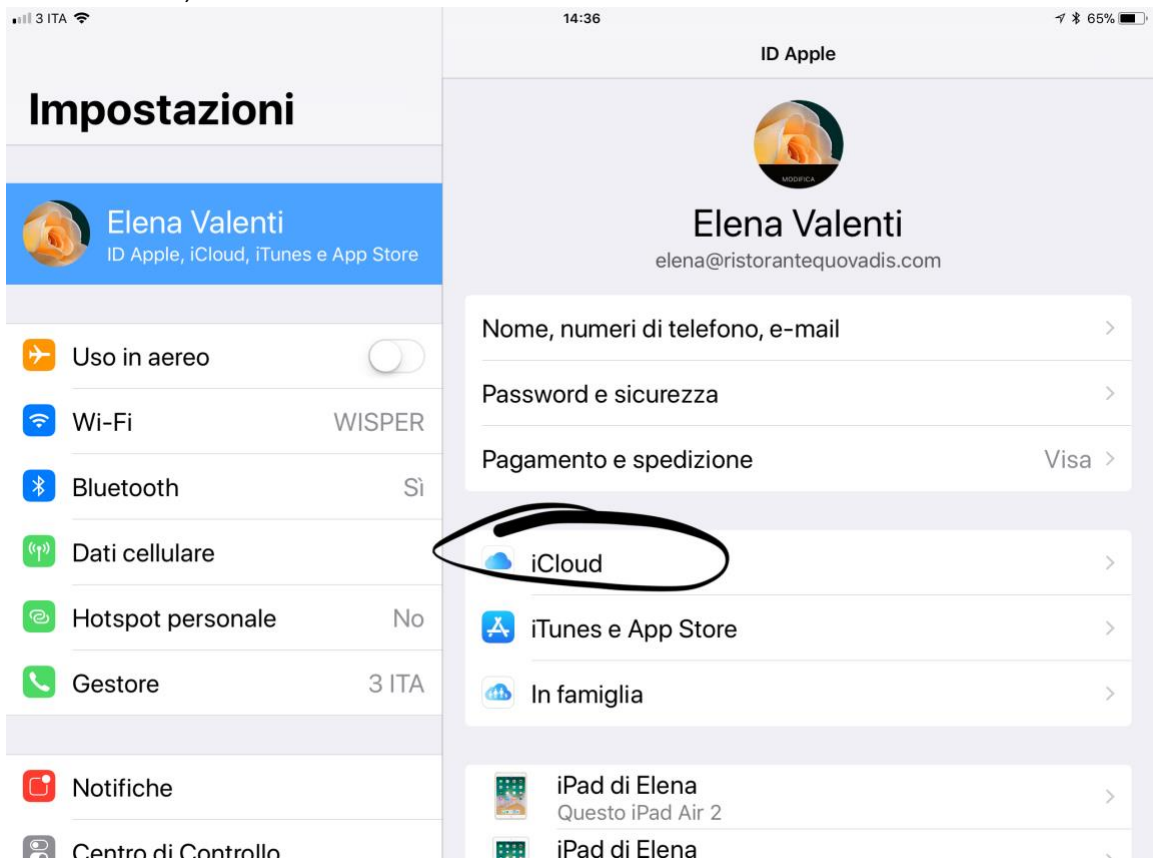 3 ITA
14:36
65%
Impostazioni
Elena Valenti
ID Apple, iCloud, iTunes e App Store
Uso in aereo
Wi-Fi WISPER
Bluetooth Sì
Dati cellulare
Hotspot personale No
Gestore 3 ITA
Notifiche
Centro di Controllo
ID Apple
MODIFICA
Elena Valenti
elena@ristorantequovadis.com
Nome, numeri di telefono, e-mail
Password e sicurezza
Pagamento e spedizione Visa
iCloud
iTunes e App Store
In famiglia
iPad di Elena
Questo iPad Air 2
iPad di Elena